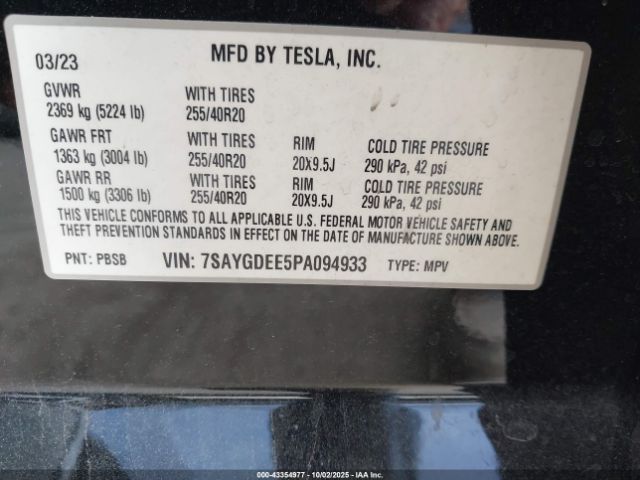 03/23 MFD BY TESLA, INC.
GVWR WITH TIRES
2369 kg (5224 lb) 255/40R20
GAWR FRT WITH TIRES RIM COLD TIRE PRESSURE
1363 kg (3004 lb) 255/40R20 20X9.5J 290 kPa, 42 psi
GAWR RR WITH TIRES RIM COLD TIRE PRESSURE
1500 kg (3306 lb) 255/40R20 20X9.5J 290 kPa, 42 psi
THIS VEHICLE CONFORMS TO ALL APPLICABLE U.S. FEDERAL MOTOR VEHICLE SAFETY AND
THEFT PREVENTION STANDARDS IN EFFECT ON THE DATE OF MANUFACTURE SHOWN ABOVE.
PNT: PBSB VIN: 7SAYGDEE5PA094933 TYPE: MPV
000-43354977 - 10/02/2025 - IAA Inc.